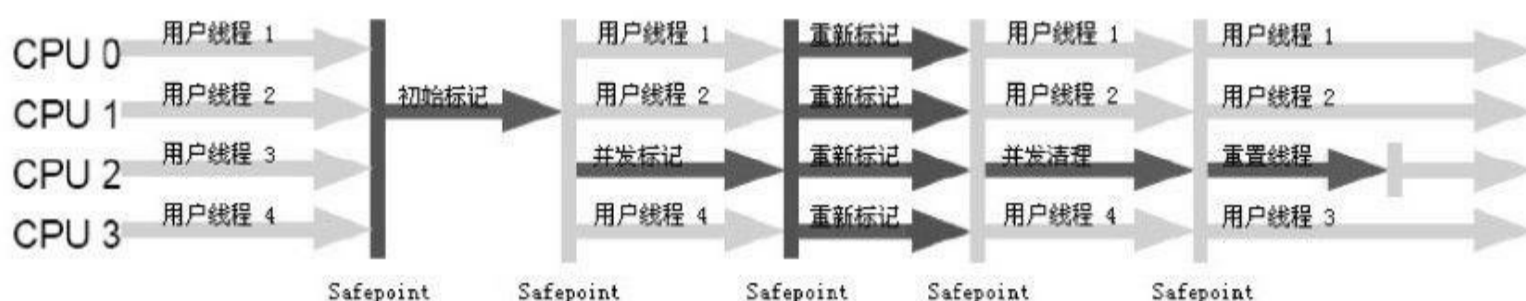 CPU 0 用户线程 1 用户线程 1 重新标记 用户线程 1 用户线程 1
CPU 1 用户线程 2 初始标记 用户线程 2 重新标记 用户线程 2 用户线程 2
CPU 2 用户线程 3 并发标记 重新标记 并发清理 重置线程
CPU 3 用户线程 4 用户线程 4 重新标记 用户线程 4 用户线程 3
Safepoint Safepoint Safepoint Safepoint Safepoint